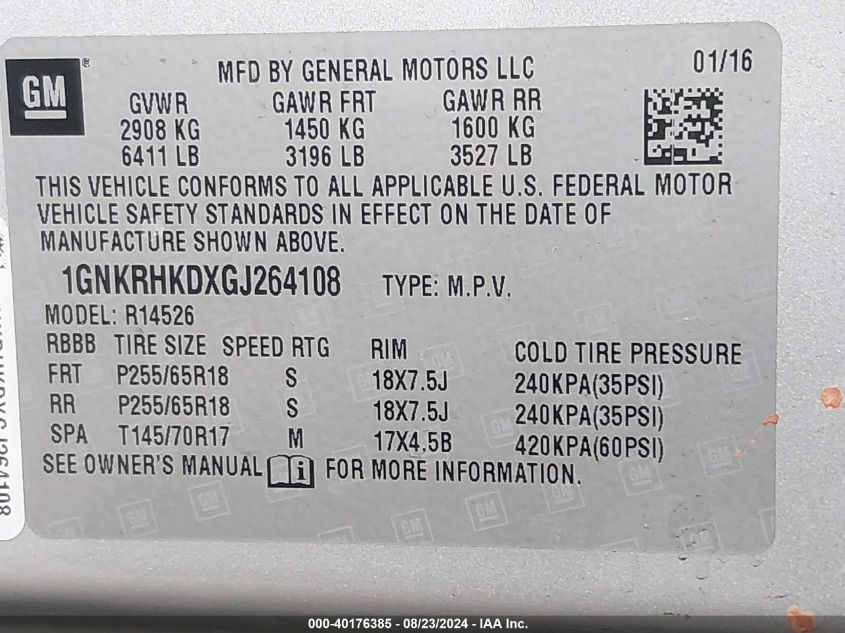 GM®
MFD BY GENERAL MOTORS LLC
01/16
GVWR GAWR FRT GAWR RR
2908 KG 1450 KG 1600 KG
6411 LB 3196 LB 3527 LB
THIS VEHICLE CONFORMS TO ALL APPLICABLE U.S. FEDERAL MOTOR
VEHICLE SAFETY STANDARDS IN EFFECT ON THE DATE OF
MANUFACTURE SHOWN ABOVE.
1GNKRHKDXGJ264108 TYPE: M.P.V.
MODEL: R14526
RBBB TIRE SIZE SPEED RTG RIM COLD TIRE PRESSURE
FRT P255/65R18 S 18X7.5J 240KPA(35PSI)
RR P255/65R18 S 18X7.5J 240KPA(35PSI)
SPA T145/70R17 M 17X4.5B 420KPA(60PSI)
SEE OWNER'S MANUAL i FOR MORE INFORMATION.
000-40176385 - 08/23/2024 - IAA Inc.